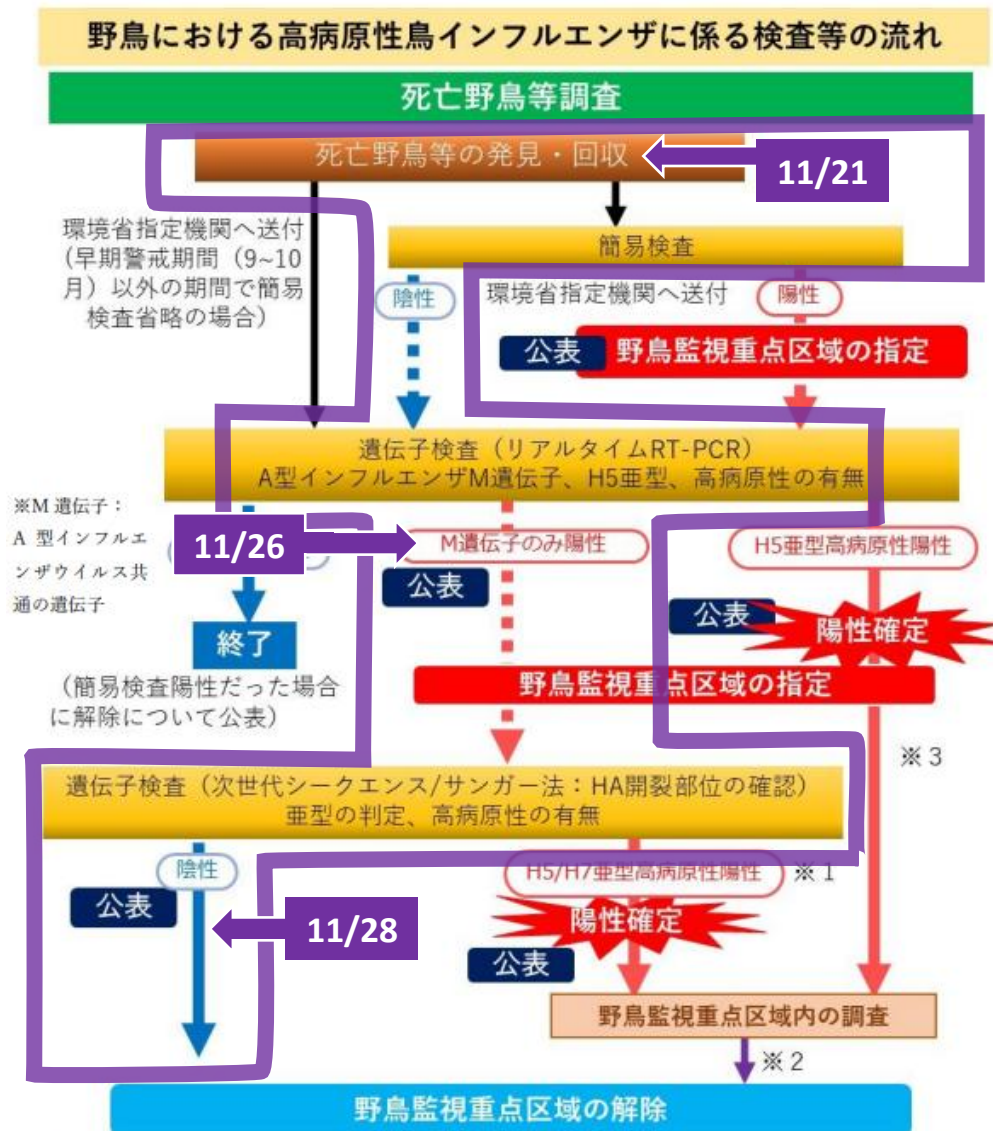 野鳥における高病原性鳥インフルエンザに係る検査等の流れ
死亡野鳥等調査
死亡野鳥等の発見・回収
11/21
環境省指定機関へ送付
(早期警戒期間（9~10
月）以外の期間で簡易
検査省略の場合）
簡易検査
陰性
環境省指定機関へ送付
陽性
公表
野鳥監視重点区域の指定
遺伝子検査（リアルタイムRT-PCR）
A型インフルエンザM遺伝子、H5亜型、高病原性の有無
※M 遺伝子：
A 型インフルエ
ンザウイルス共
通の遺伝子
11/26
M遺伝子のみ陽性
H5亜型高病原性陽性
公表
公表
陽性確定
終了
（簡易検査陽性だった場合
に解除について公表）
野鳥監視重点区域の指定
※３
遺伝子検査（次世代シークエンス/サンガー法：HA開裂部位の確認）
亜型の判定、高病原性の有無
陰性
H5/H7亜型高病原性陽性
※１
公表
11/28
陽性確定
公表
野鳥監視重点区域内の調査
※２
野鳥監視重点区域の解除